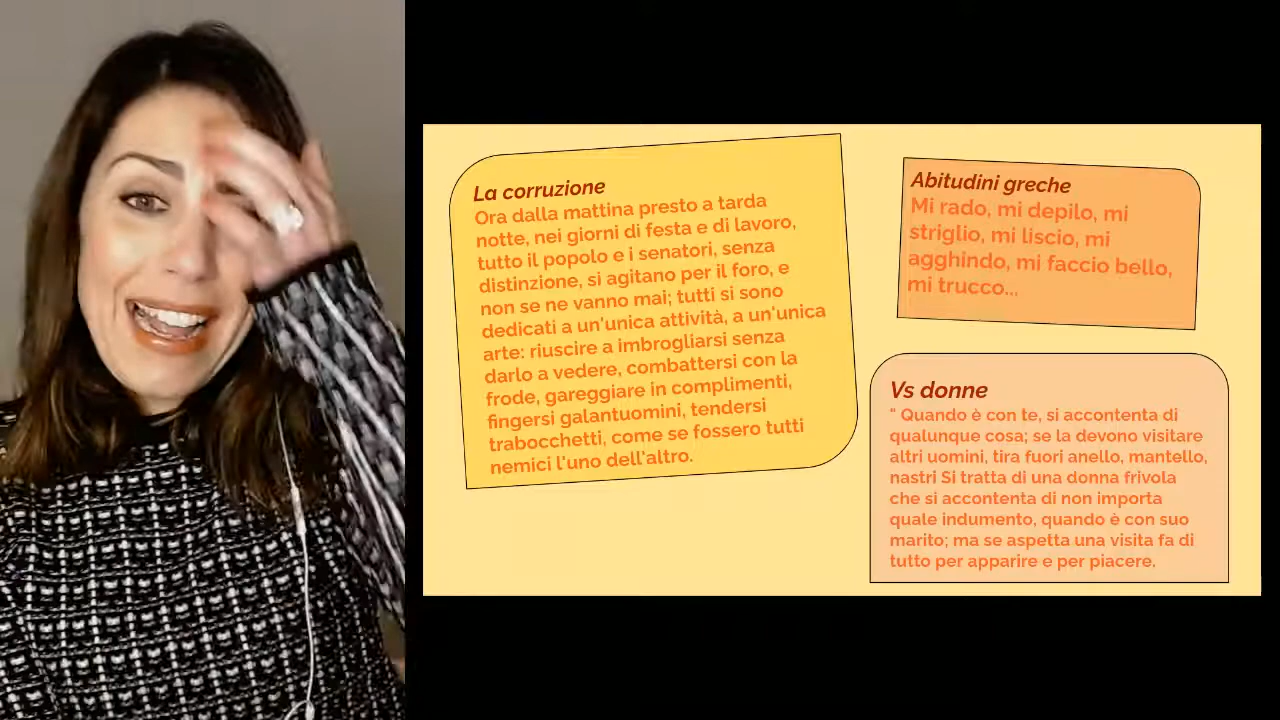 La corruzione
Ora dalla mattina presto a tarda
notte, nei giorni di festa e di lavoro,
tutto il popolo e i senatori, senza
distinzione, si agitano per il foro, e
non se ne vanno mai; tutti si sono
dedicati a un'unica attività, a un'unica
arte: riuscire a imbrogliarsi senza
darlo a vedere, combattersi con la
frode, gareggiare in complimenti,
fingersi galantuomini, tendersi
trabocchetti, come se fossero tutti
nemici l'uno dell'altro.
Abitudini greche
Mi rado, mi depilo, mi
striglio, mi liscio, mi
agghindo, mi faccio bello,
mi trucco...
Vs donne
“ Quando è con te, si accontenta di
qualunque cosa; se la devono visitare
altri uomini, tira fuori anello, mantello,
nastri Si tratta di una donna frivola
che si accontenta di non importa
quale indumento, quando è con suo
marito; ma se aspetta una visita fa di
tutto per apparire e per piacere.